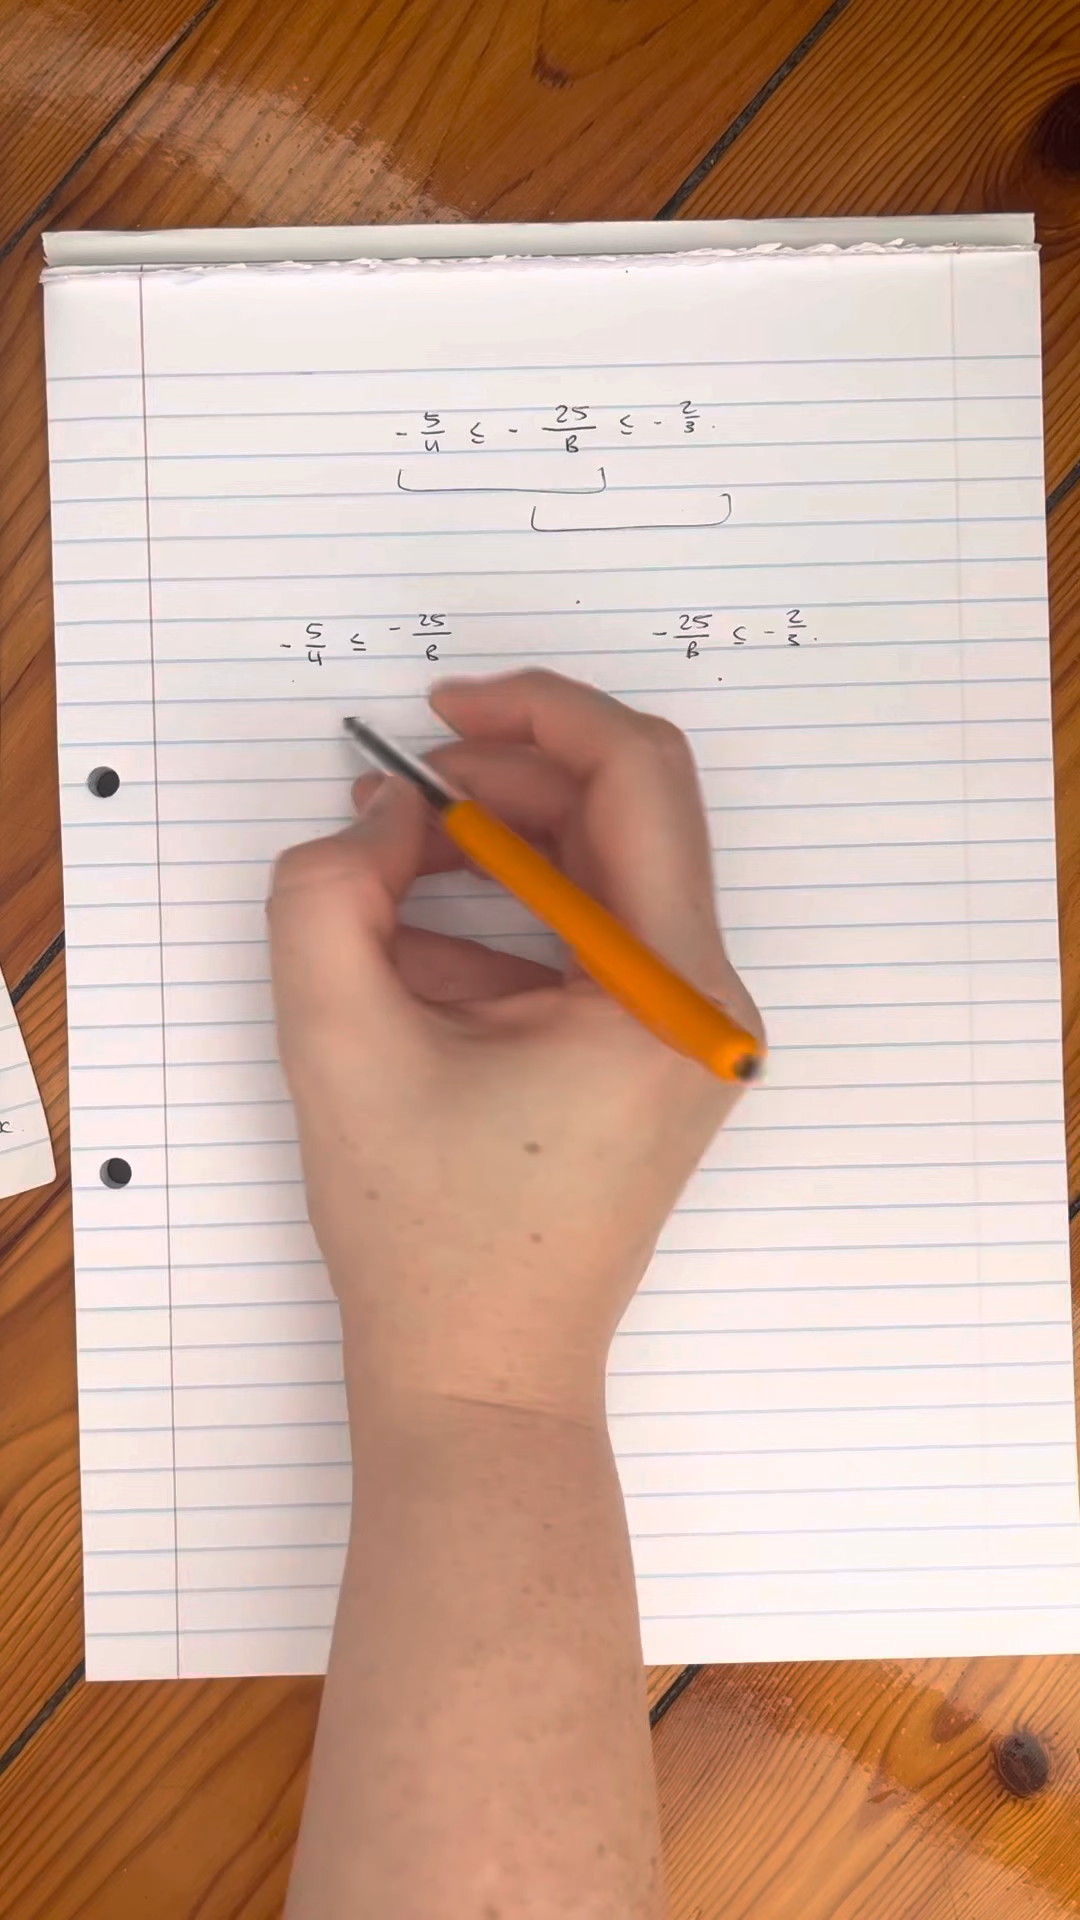 - 5/4 ≤ - 25/B ≤ - 2/3.
- 5/4 ≤ - 25/B
- 25/B ≤ - 2/3.
x.